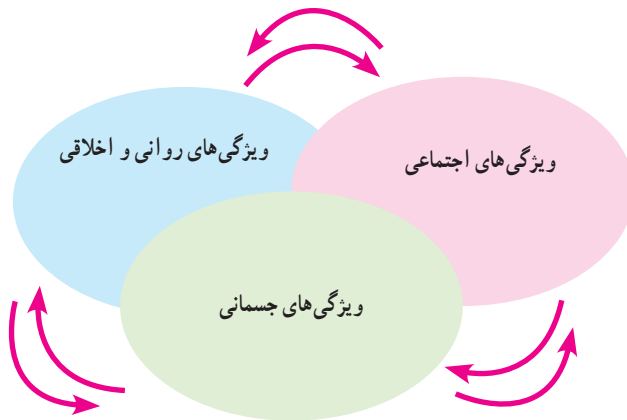 ویژگی‌های اجتماعی
ویژگی‌های روانی و اخلاقی
ویژگی‌های جسمانی